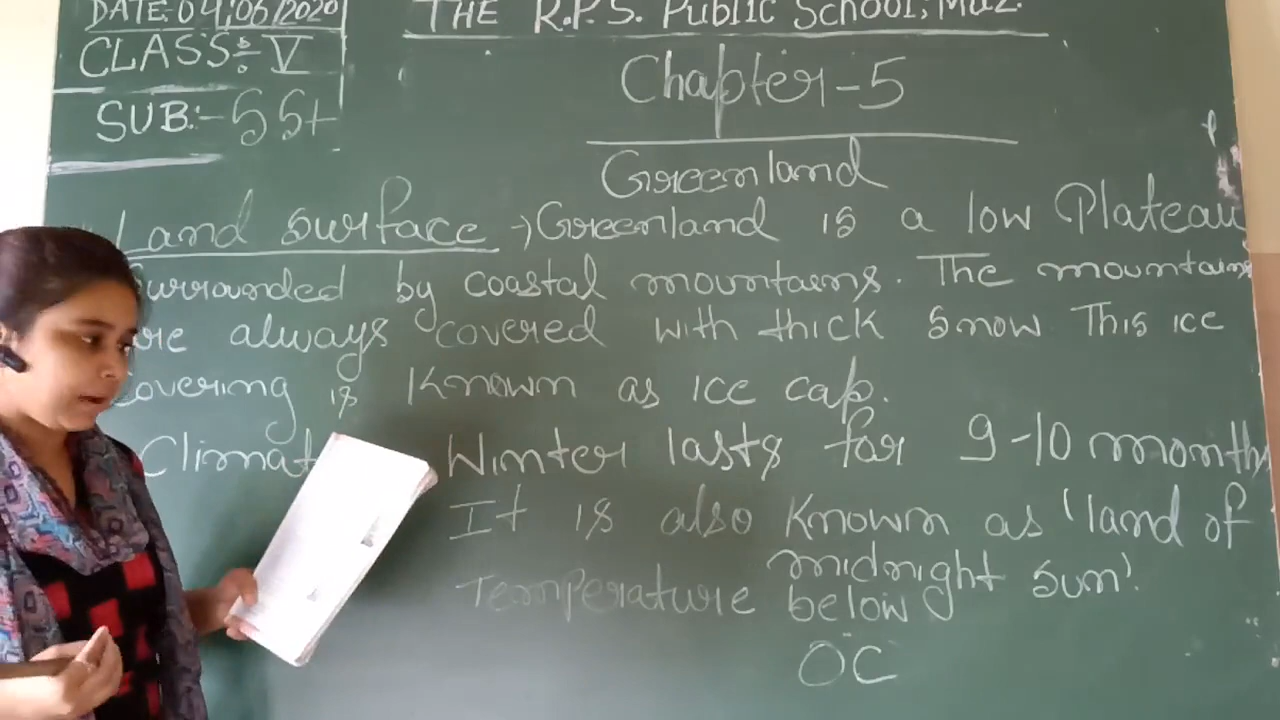 DATE:04/06/2020
THE R.P.S. Public School, Muz.
CLASS:- V
SUB:- SSt
Chapter-5
Greenland
Land surface → Greenland is a low Plateau
Surrounded by coastal mountains. The mountains
are always covered with thick snow This ice
covering is known as ice cap.
Climat Winter lasts for 9-10 months
It is also known as 'land of
midnight sun'.
Temperature below
0C